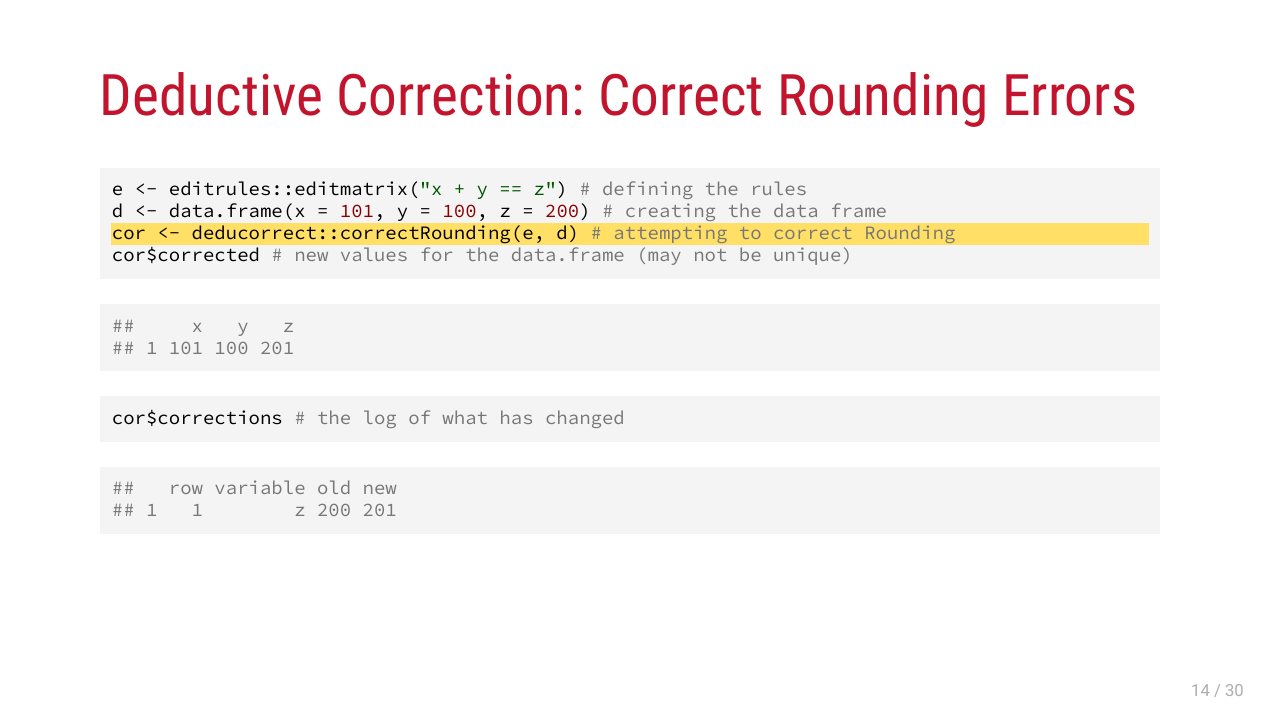 Deductive Correction: Correct Rounding Errors
e <- editrules::editmatrix("x + y == z") # defining the rules
d <- data.frame(x = 101, y = 100, z = 200) # creating the data frame
cor <- deducorrect::correctRounding(e, d) # attempting to correct Rounding
cor$corrected # new values for the data.frame (may not be unique)
##     x   y   z
## 1 101 100 201
cor$corrections # the log of what has changed
##   row variable old new
## 1   1        z 200 201
14 / 30